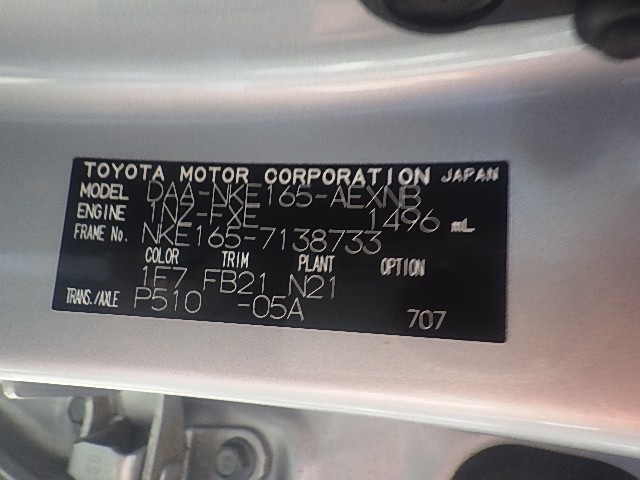 TOYOTA MOTOR CORPORATION JAPAN
MODEL DAA-NKE165-AEXNB
ENGINE 1NZ-FXE 1496 mL
FRAME No. NKE165-7138733
COLOR TRIM PLANT OPTION
1F7 FB21 N21
TRANS./AXLE P510 -05A
707